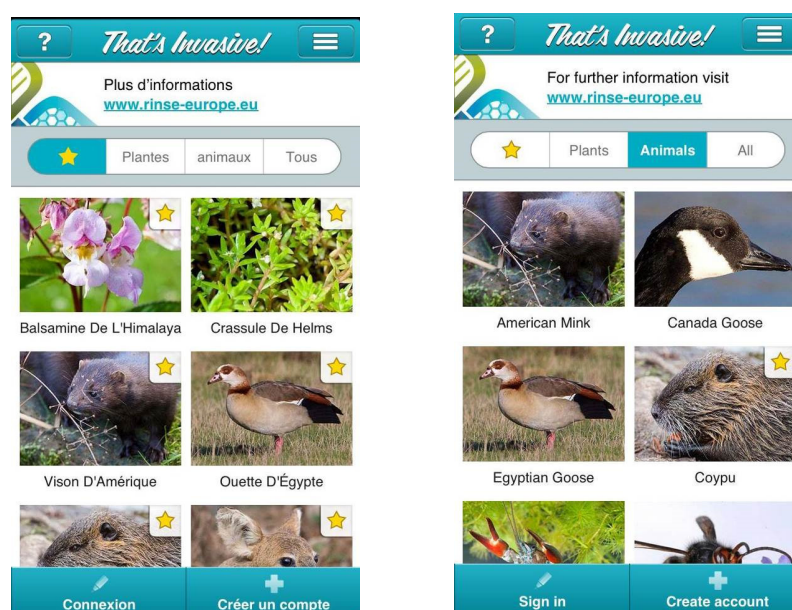 ?
That's Invasive!
Plus d'informations
www.rinse-europe.eu
Plantes
animaux
Tous
Balsamine De L'Himalaya
Crassule De Helms
Vison D'Amérique
Ouette D'Égypte
Connexion
Créer un compte
?
That's Invasive!
For further information visit
www.rinse-europe.eu
Plants
Animals
All
American Mink
Canada Goose
Egyptian Goose
Coypu
Sign in
Create account